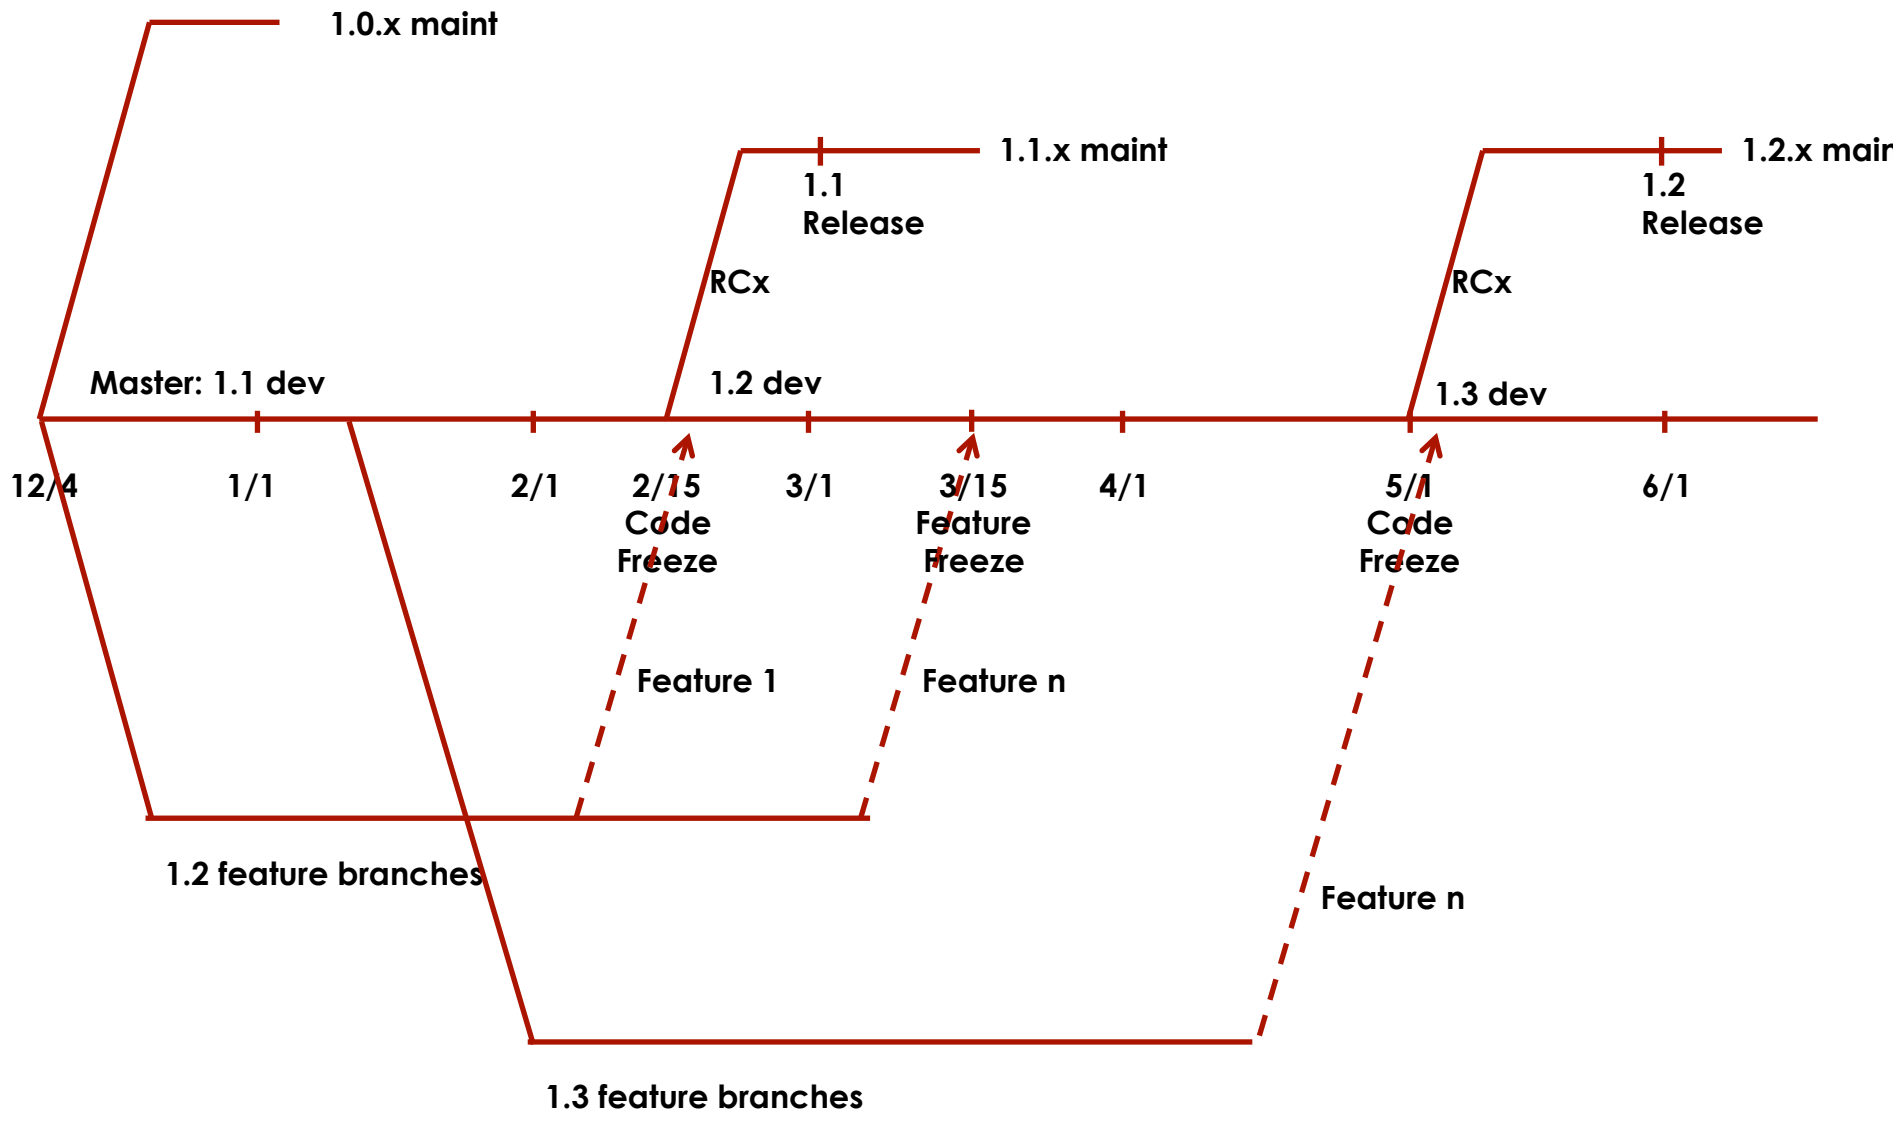 1.0.x maint
1.1.x maint
1.2.x main
1.1
Release
1.2
Release
RCx
RCx
Master: 1.1 dev
1.2 dev
1.3 dev
12/4
1/1
2/1
2/15
Code
Freeze
3/1
3/15
Feature
Freeze
4/1
5/1
Code
Freeze
6/1
Feature 1
Feature n
1.2 feature branches
Feature n
1.3 feature branches